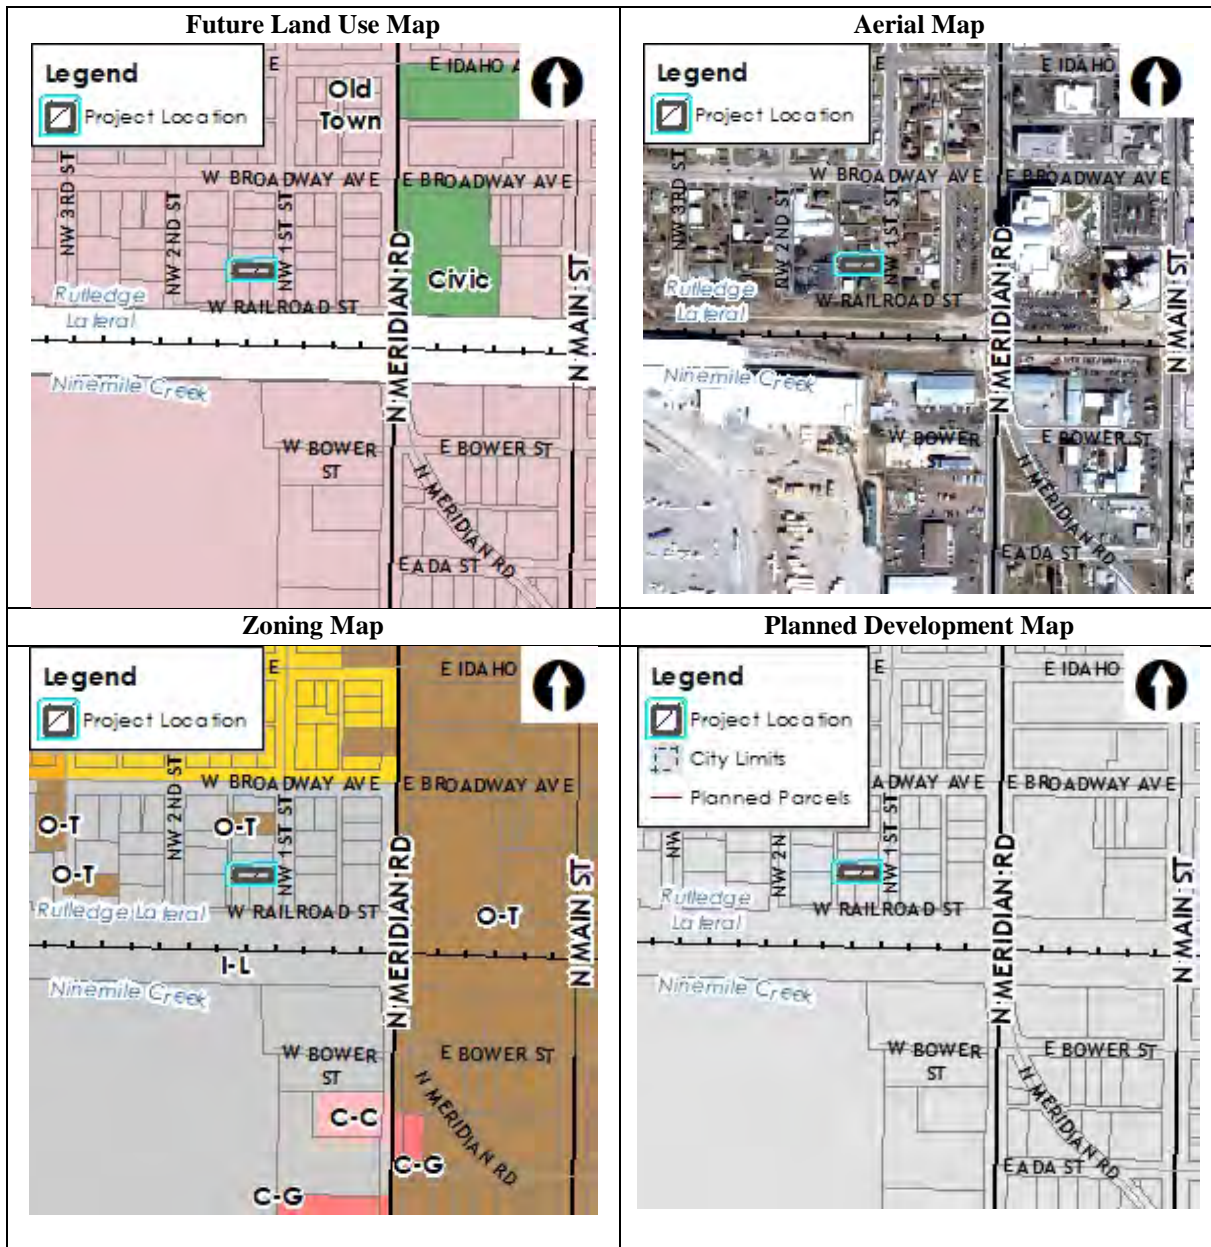 Future Land Use Map
Legend
Project Location
E
E IDAHO A
Old
Town
NW 3RD ST
NW 2ND ST
W BROADWAY AVE
E BROADWAY AVE
NW 1ST ST
N MERIDIAN RD
Civic
Rutledge
Lateral
W RAILROAD ST
N MAIN ST
Ninemile Creek
W BOWER
ST
E BOWER ST
N MERIDIAN RD
E ADA ST
Aerial Map
Legend
Project Location
E
E IDAHO
NW 3RD ST
NW 2ND ST
W BROADWAY AVE
E BROADWAY AVE
NW 1ST ST
N MERIDIAN RD
Rutledge
Lateral
W RAILROAD ST
N MAIN ST
Ninemile Creek
W BOWER
ST
E BOWER ST
N MERIDIAN RD
E ADA ST
Zoning Map
Legend
Project Location
E
E IDAHO
NW 2ND ST
W BROADWAY AVE
E BROADWAY AVE
O-T
O-T
NW 1ST ST
O-T
N MERIDIAN RD
Rutledge Lateral
W RAILROAD ST
O-T
N MAIN ST
I-L
Ninemile Creek
W BOWER
ST
E BOWER ST
N MERIDIAN RD
C-C
C-G
C-G
Planned Development Map
Legend
Project Location
City Limits
Planned Parcels
E
E IDAHO
ADWAY AVE
E BROADWAY AVE
NW
NW 2N
NW 1ST ST
N MERIDIAN RD
Rutledge
Lateral
W RAILROAD ST
N MAIN ST
Ninemile Creek
W BOWER
ST
E BOWER ST
N MERIDIAN RD
E ADA ST